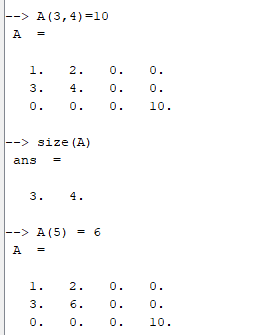 --> A(3,4)=10
A  =
1.   2.   0.   0.
3.   4.   0.   0.
0.   0.   0.   10.
--> size(A)
ans  =
3.   4.
--> A(5) = 6
A  =
1.   2.   0.   0.
3.   6.   0.   0.
0.   0.   0.   10.